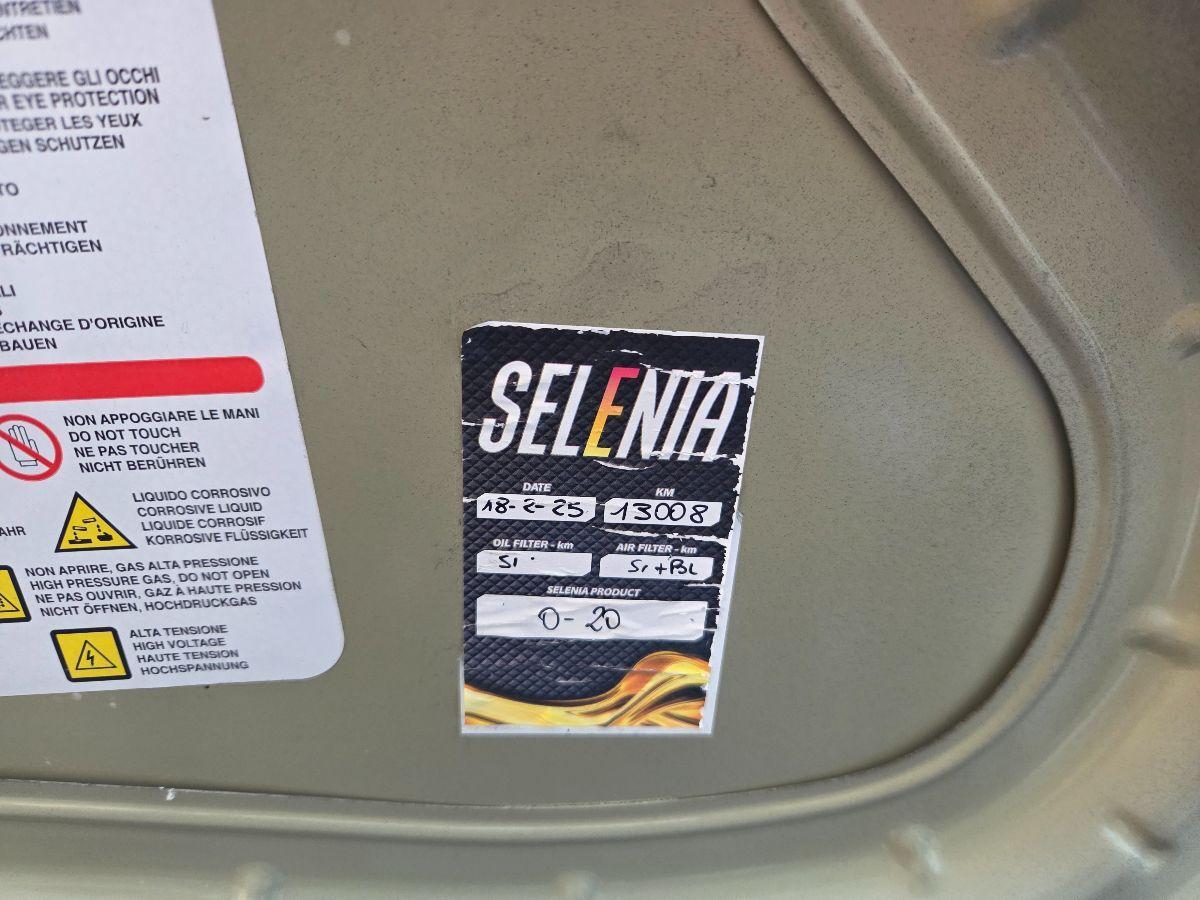 NTRETIEN
CHTEN
EGGERE GLI OCCHI
R EYE PROTECTION
TEGER LES YEUX
GEN SCHUTZEN
TO
ONNEMENT
TRÄCHTIGEN
LI
ECHANGE D'ORIGINE
BAUEN
NON APPOGGIARE LE MANI
DO NOT TOUCH
NE PAS TOUCHER
NICHT BERÜHREN
AHR
LIQUIDO CORROSIVO
CORROSIVE LIQUID
LIQUIDE CORROSIF
KORROSIVE FLÜSSIGKEIT
NON APRIRE, GAS ALTA PRESSIONE
HIGH PRESSURE GAS, DO NOT OPEN
NE PAS OUVRIR, GAZ À HAUTE PRESSION
NICHT ÖFFNEN, HOCHDRUCKGAS
ALTA TENSIONE
HIGH VOLTAGE
HAUTE TENSION
HOCHSPANNUNG
SELENIA
DATE KM
18-2-25 13008
OIL FILTER - km AIR FILTER - km
Si Si+PBL
SELENIA PRODUCT
0-20